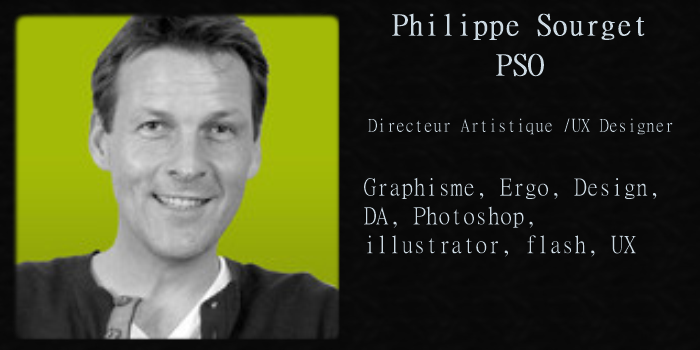 Philippe Sourget
PSO
Directeur Artistique /UX Designer
Graphisme, Ergo, Design,
DA, Photoshop,
illustrator, flash, UX